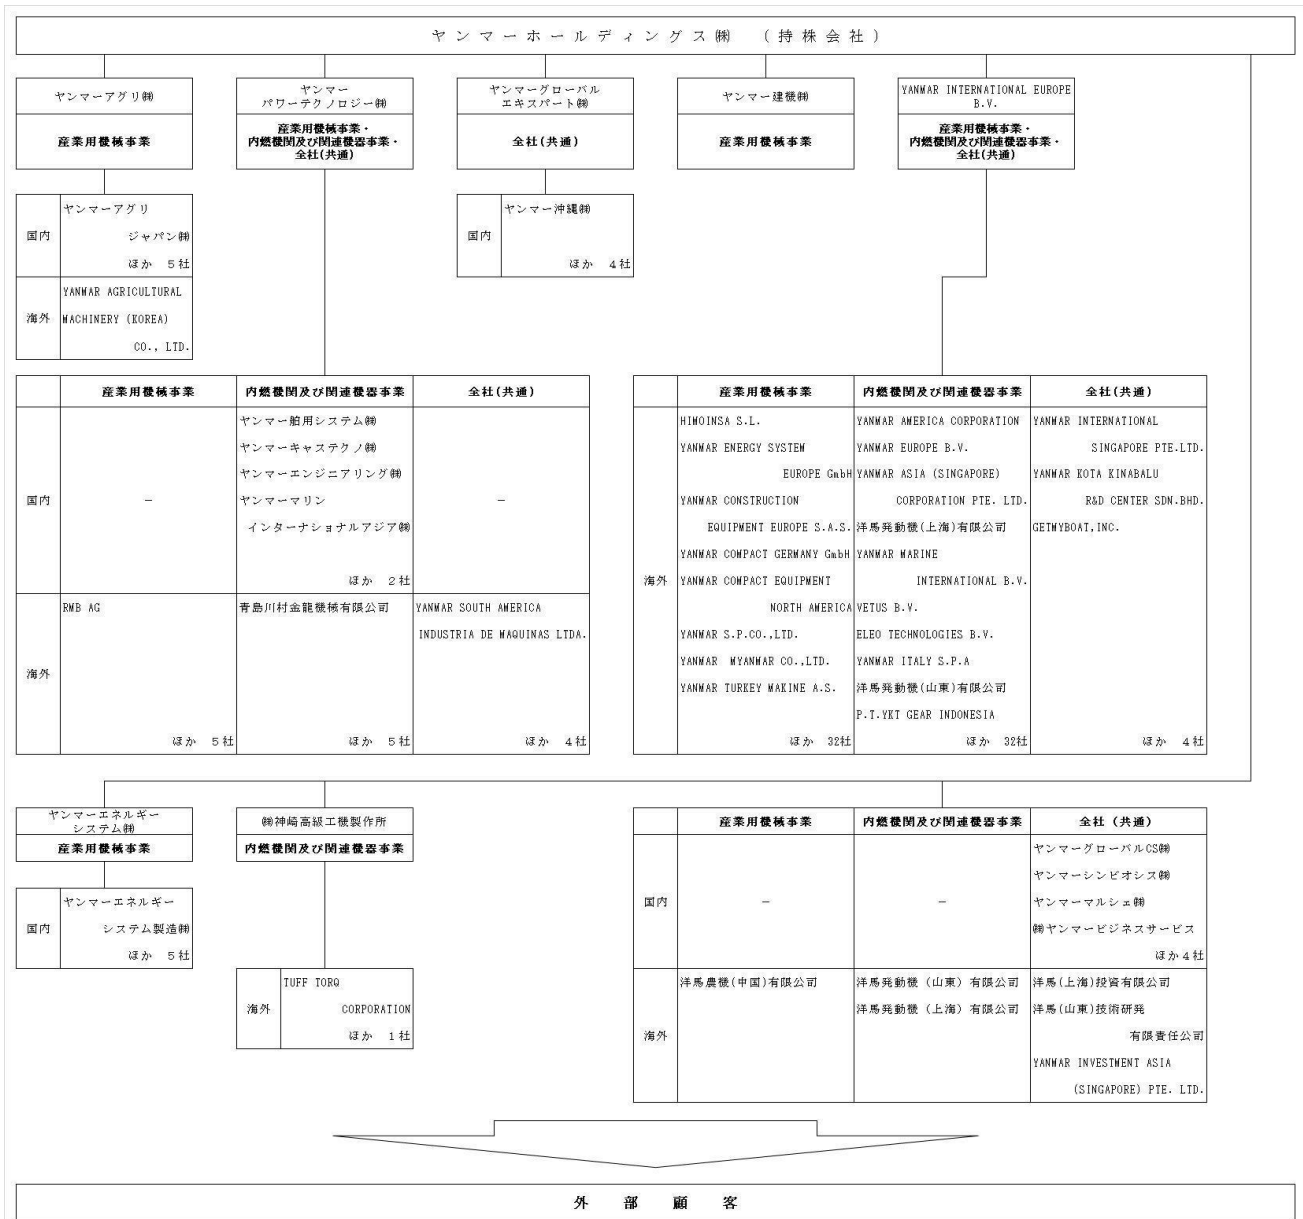 ヤンマーホールディングス㈱　（持株会社）
ヤンマーアグリ㈱
産業用機械事業
ヤンマー
パワーテクノロジー㈱
産業用機械事業・
内燃機関及び関連機器事業・
全社(共通)
ヤンマーグローバル
エキスパート㈱
全社(共通)
ヤンマー建機㈱
産業用機械事業
YANMAR INTERNATIONAL EUROPE
B.V.
産業用機械事業・
内燃機関及び関連機器事業・
全社(共通)
国内
ヤンマーアグリ
ジャパン㈱
ほか　5社
海外
YANMAR AGRICULTURAL
MACHINERY (KOREA)
CO., LTD.
国内
ヤンマー沖縄㈱
ほか　4社
産業用機械事業
内燃機関及び関連機器事業
全社(共通)
国内
－
ヤンマー舶用システム㈱
ヤンマーキャステクノ㈱
ヤンマーエンジニアリング㈱
ヤンマーマリン
インターナショナルアジア㈱
ほか　2社
－
海外
RMB AG
ほか　5社
青島川村金龍機械有限公司
ほか　5社
YANMAR SOUTH AMERICA
INDUSTRIA DE MAQUINAS LTDA.
ほか　4社
産業用機械事業
内燃機関及び関連機器事業
全社(共通)
海外
HIMOINSA S.L.
YANMAR ENERGY SYSTEM
EUROPE GmbH
YANMAR CONSTRUCTION
EQUIPMENT EUROPE S.A.S.
YANMAR COMPACT GERMANY GmbH
YANMAR COMPACT EQUIPMENT
NORTH AMERICA
YANMAR S.P.CO.,LTD.
YANMAR　MYANMAR CO.,LTD.
YANMAR TURKEY MAKINE A.S.
ほか　32社
YANMAR AMERICA CORPORATION
YANMAR EUROPE B.V.
YANMAR ASIA (SINGAPORE)
CORPORATION PTE. LTD.
洋馬発動機(上海)有限公司
YANMAR MARINE
INTERNATIONAL B.V.
VETUS B.V.
ELEO TECHNOLOGIES B.V.
YANMAR ITALY S.P.A
洋馬発動機(山東)有限公司
P.T.YKT GEAR INDONESIA
ほか　32社
YANMAR INTERNATIONAL
SINGAPORE PTE.LTD.
YANMAR KOTA KINABALU
R&D CENTER SDN.BHD.
GETMYBOAT,INC.
ほか　4社
ヤンマーエネルギー
システム㈱
産業用機械事業
国内
ヤンマーエネルギー
システム製造㈱
ほか　5社
㈱神崎高級工機製作所
内燃機関及び関連機器事業
海外
TUFF TORQ
CORPORATION
ほか　1社
産業用機械事業
内燃機関及び関連機器事業
全社（共通）
国内
－
－
ヤンマーグローバルCS㈱
ヤンマーシンビオシス㈱
ヤンマーマルシェ㈱
㈱ヤンマービジネスサービス
ほか4社
海外
洋馬農機(中国)有限公司
洋馬発動機（山東）有限公司
洋馬発動機（上海）有限公司
洋馬(上海)投資有限公司
洋馬(山東)技術研発
有限責任公司
YANMAR INVESTMENT ASIA
(SINGAPORE) PTE. LTD.
外　部　顧　客